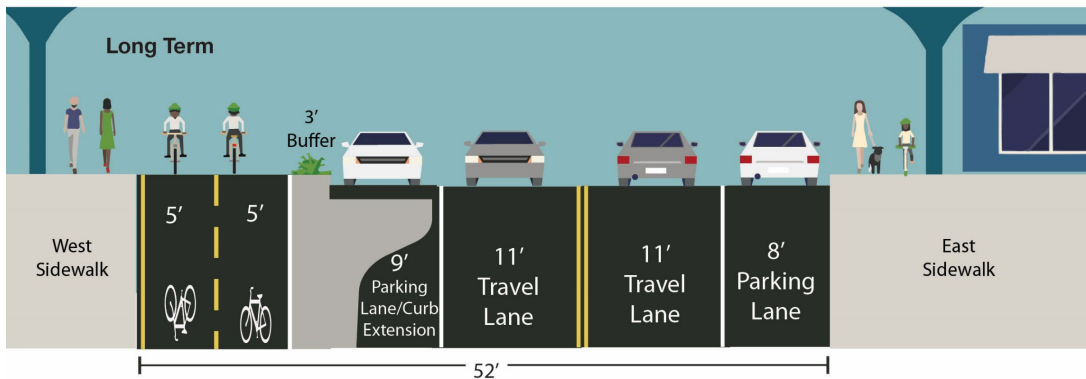 Long Term
3'
Buffer
5'
5'
West
Sidewalk
9'
Parking
Lane/Curb
Extension
11'
Travel
Lane
11'
Travel
Lane
8'
Parking
Lane
East
Sidewalk
52'